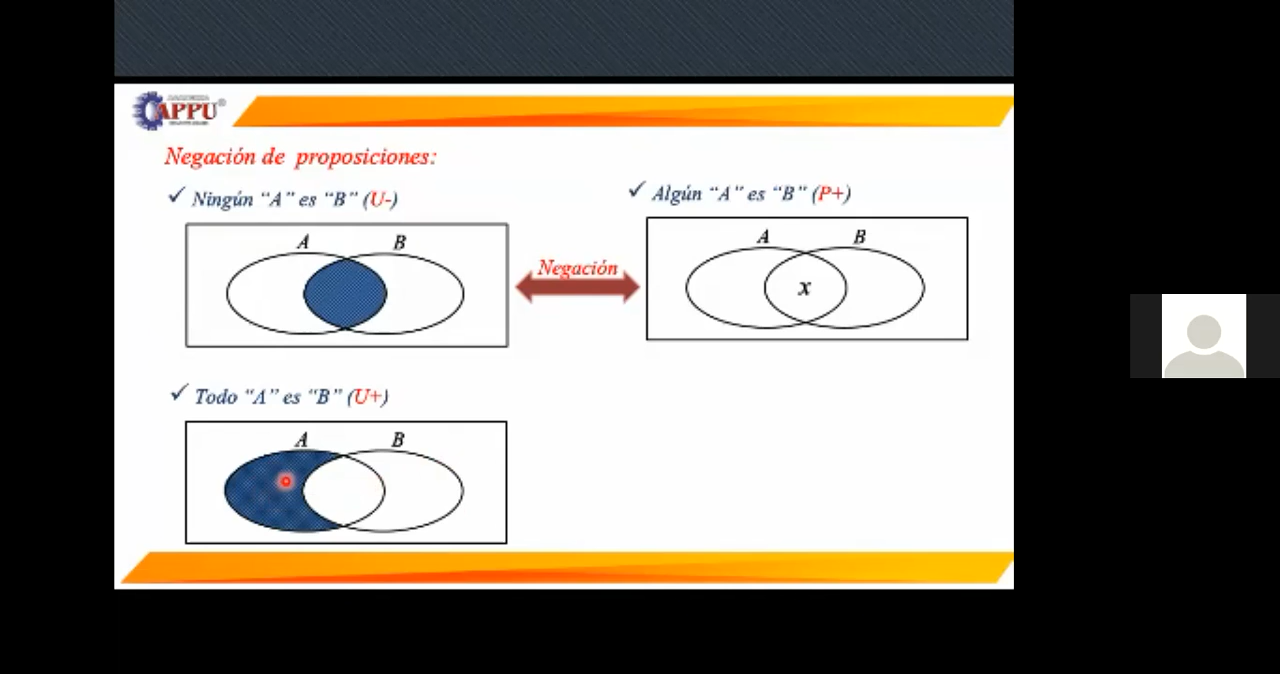 APPU
Negación de proposiciones:
✓ Ningún “A” es “B” (U-)
A B
✓ Algún “A” es “B” (P+)
A B
x
Negación
✓ Todo “A” es “B” (U+)
A B